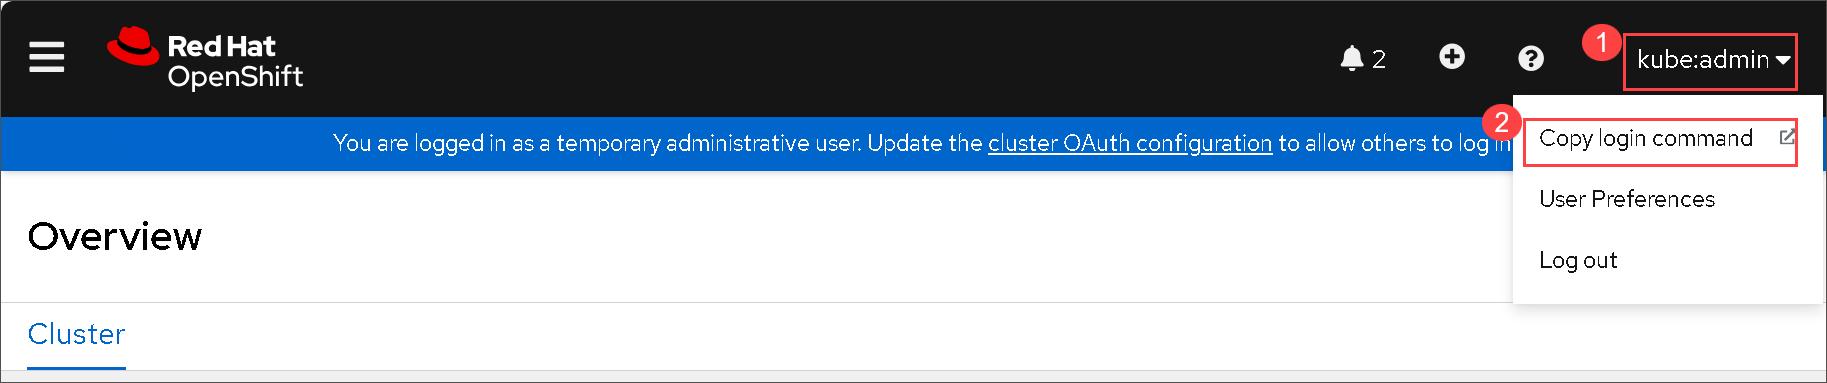 Red Hat
OpenShift
2
1
kube:admin
You are logged in as a temporary administrative user. Update the cluster OAuth configuration to allow others to log in
2
Copy login command
User Preferences
Log out
Overview
Cluster